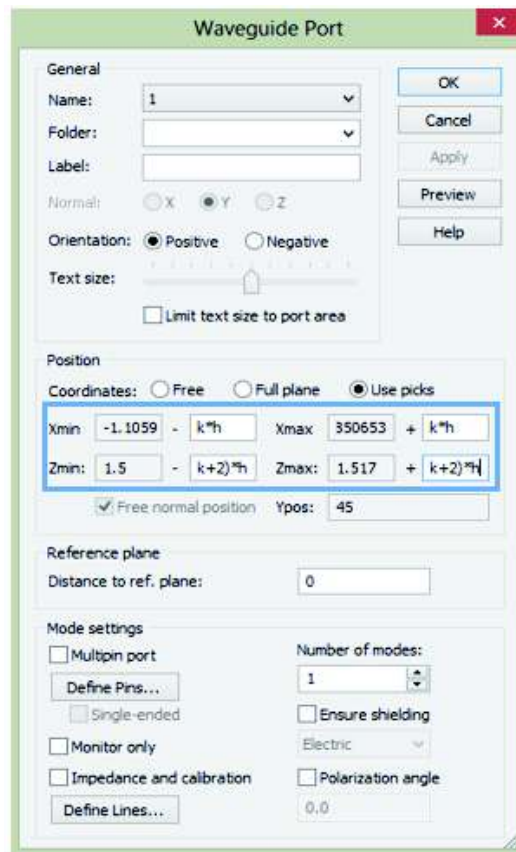 Waveguide Port
General
Name: 1
Folder:
Label:
Normal: X Y Z
Orientation: Positive Negative
Text size:
Limit text size to port area
OK
Cancel
Apply
Preview
Help
Position
Coordinates: Free Full plane Use picks
Xmin -1.1059 - k*h Xmax 350653 + k*h
Zmin: 1.5 - k+2)*h Zmax: 1.517 + k+2)*h
Free normal position Ypos: 45
Reference plane
Distance to ref. plane: 0
Mode settings
Multipin port
Define Pins...
Single-ended
Monitor only
Impedance and calibration
Define Lines...
Number of modes:
1
Ensure shielding
Electric
Polarization angle
0.0